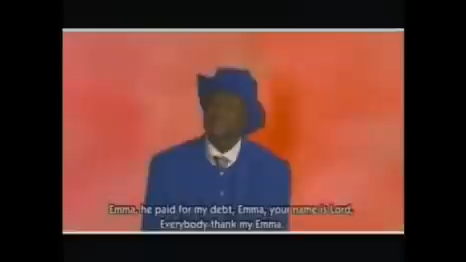 Emma, he paid for my debt, Emma, your name is Lord,
Everybody thank my Emma.